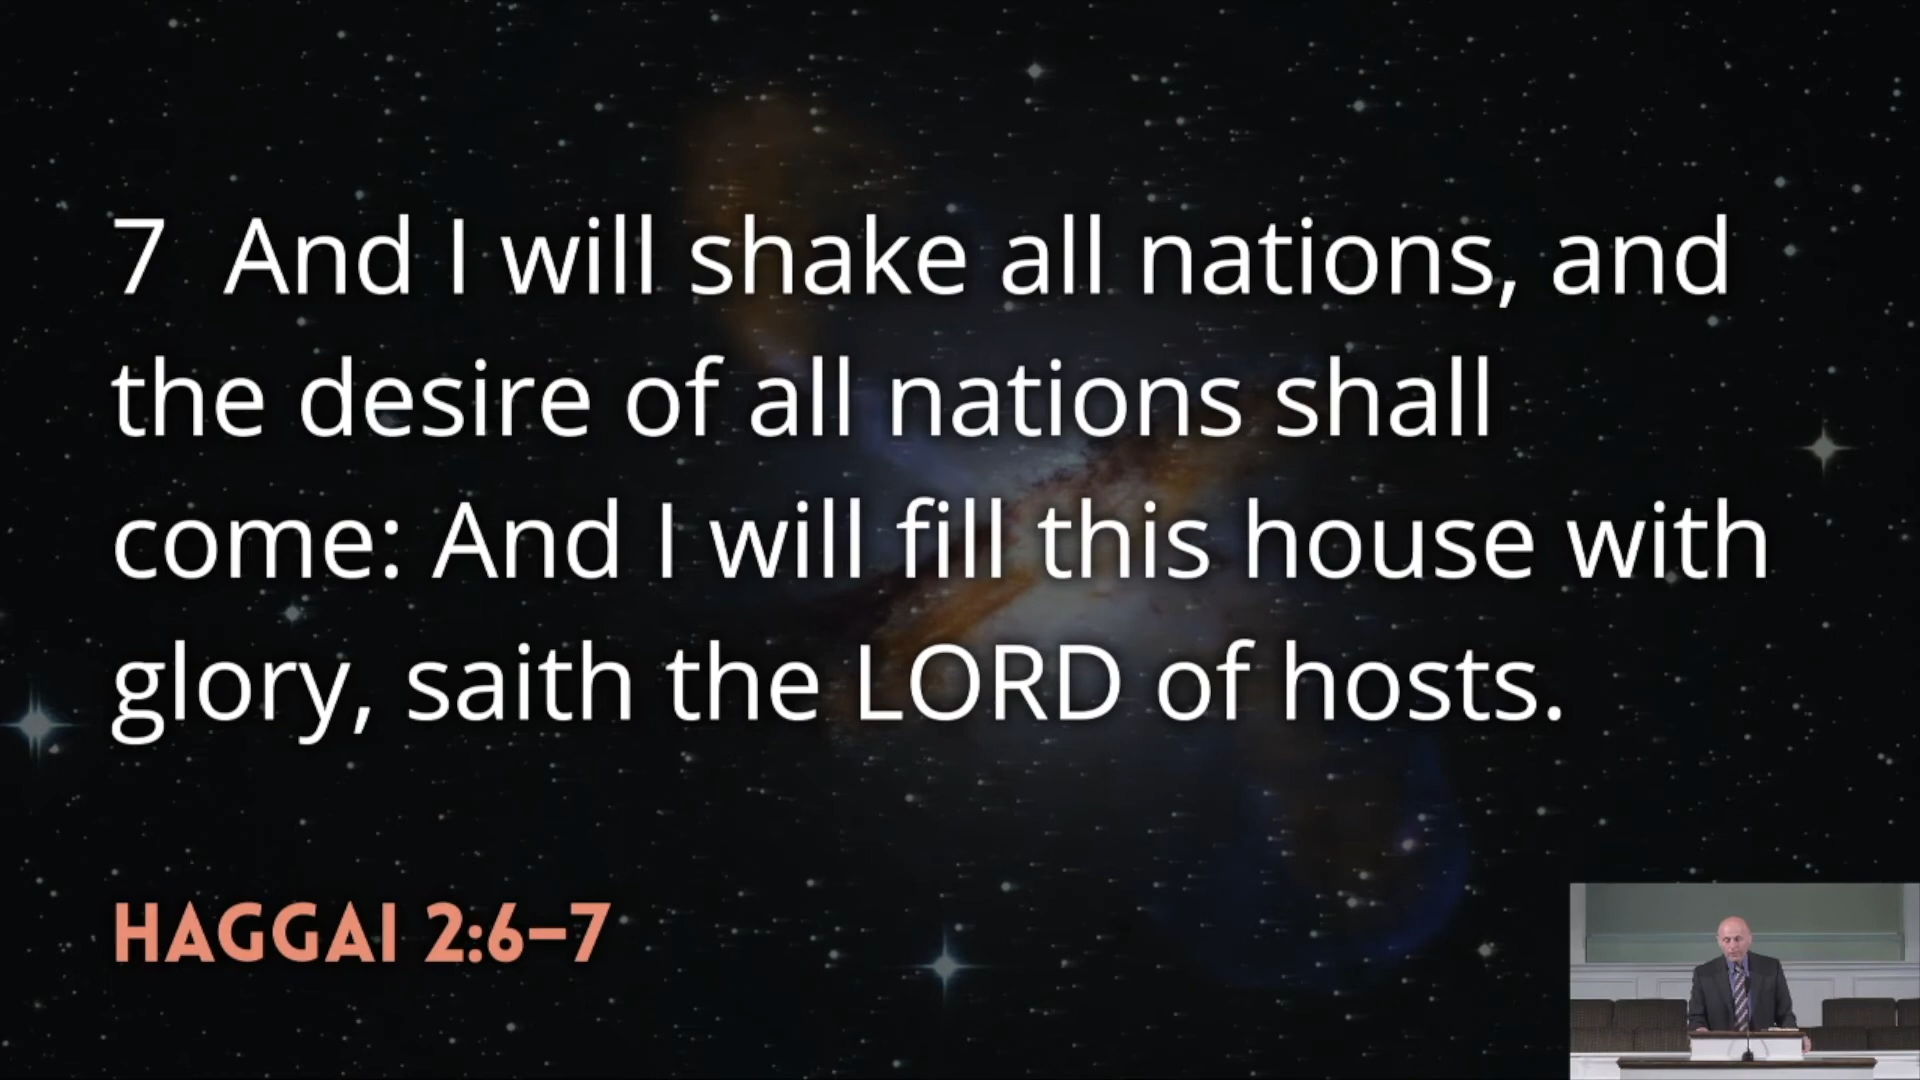 7 And I will shake all nations, and
the desire of all nations shall
come: And I will fill this house with
glory, saith the LORD of hosts.
HAGGAI 2:6–7